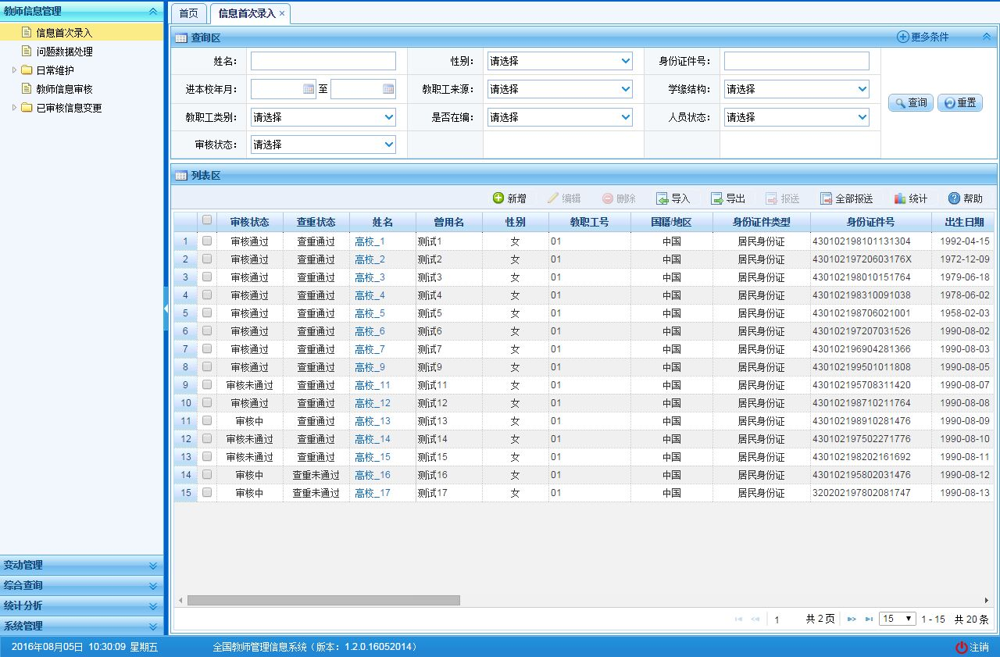 教师信息管理
信息首次录入
问题数据处理
日常维护
教师信息审核
已审核信息变更
变动管理
综合查询
统计分析
系统管理
首页 信息首次录入 ×
查询区 更多条件
姓名： 性别： 请选择 身份证件号：
进本校年月： 至 教职工来源： 请选择 学缘结构： 请选择
教职工类别： 请选择 是否在编： 请选择 人员状态： 请选择
审核状态： 请选择
查询 重置
列表区
新增 编辑 删除 导入 导出 报送 全部报送 统计 帮助
审核状态 查重状态 姓名 曾用名 性别 教职工号 国籍/地区 身份证件类型 身份证件号 出生日期
1 审核通过 查重通过 高校_1 测试1 女 01 中国 居民身份证 430102198101131304 1992-04-15
2 审核通过 查重通过 高校_2 测试2 女 01 中国 居民身份证 43010219720603176X 1972-12-09
3 审核通过 查重通过 高校_3 测试3 女 01 中国 居民身份证 430102198010151764 1979-06-18
4 审核通过 查重通过 高校_4 测试4 女 01 中国 居民身份证 430102198310091038 1978-06-02
5 审核通过 查重通过 高校_5 测试5 女 01 中国 居民身份证 430102198706021001 1958-02-03
6 审核通过 查重通过 高校_6 测试6 女 01 中国 居民身份证 430102197207031526 1990-08-02
7 审核通过 查重通过 高校_7 测试7 女 01 中国 居民身份证 430102196904281366 1990-08-03
8 审核通过 查重通过 高校_9 测试9 女 01 中国 居民身份证 430102199501011808 1990-08-05
9 审核未通过 查重通过 高校_11 测试11 女 01 中国 居民身份证 430102195708311420 1990-08-07
10 审核通过 查重通过 高校_12 测试12 女 01 中国 居民身份证 430102198710211764 1990-08-08
11 审核中 查重通过 高校_13 测试13 女 01 中国 居民身份证 430102198910281476 1990-08-09
12 审核未通过 查重通过 高校_14 测试14 女 01 中国 居民身份证 430102197502271776 1990-08-10
13 审核未通过 查重通过 高校_15 测试15 女 01 中国 居民身份证 430102198202161692 1990-08-11
14 审核中 查重未通过 高校_16 测试16 女 01 中国 居民身份证 430102195802031476 1990-08-12
15 审核中 查重未通过 高校_17 测试17 女 01 中国 居民身份证 320202197802081747 1990-08-13
1 共 2 页 15 1 - 15 共 20 条
2016年08月05日 10:30:09 星期五 全国教师管理信息系统（版本：1.2.0.16052014） 注销